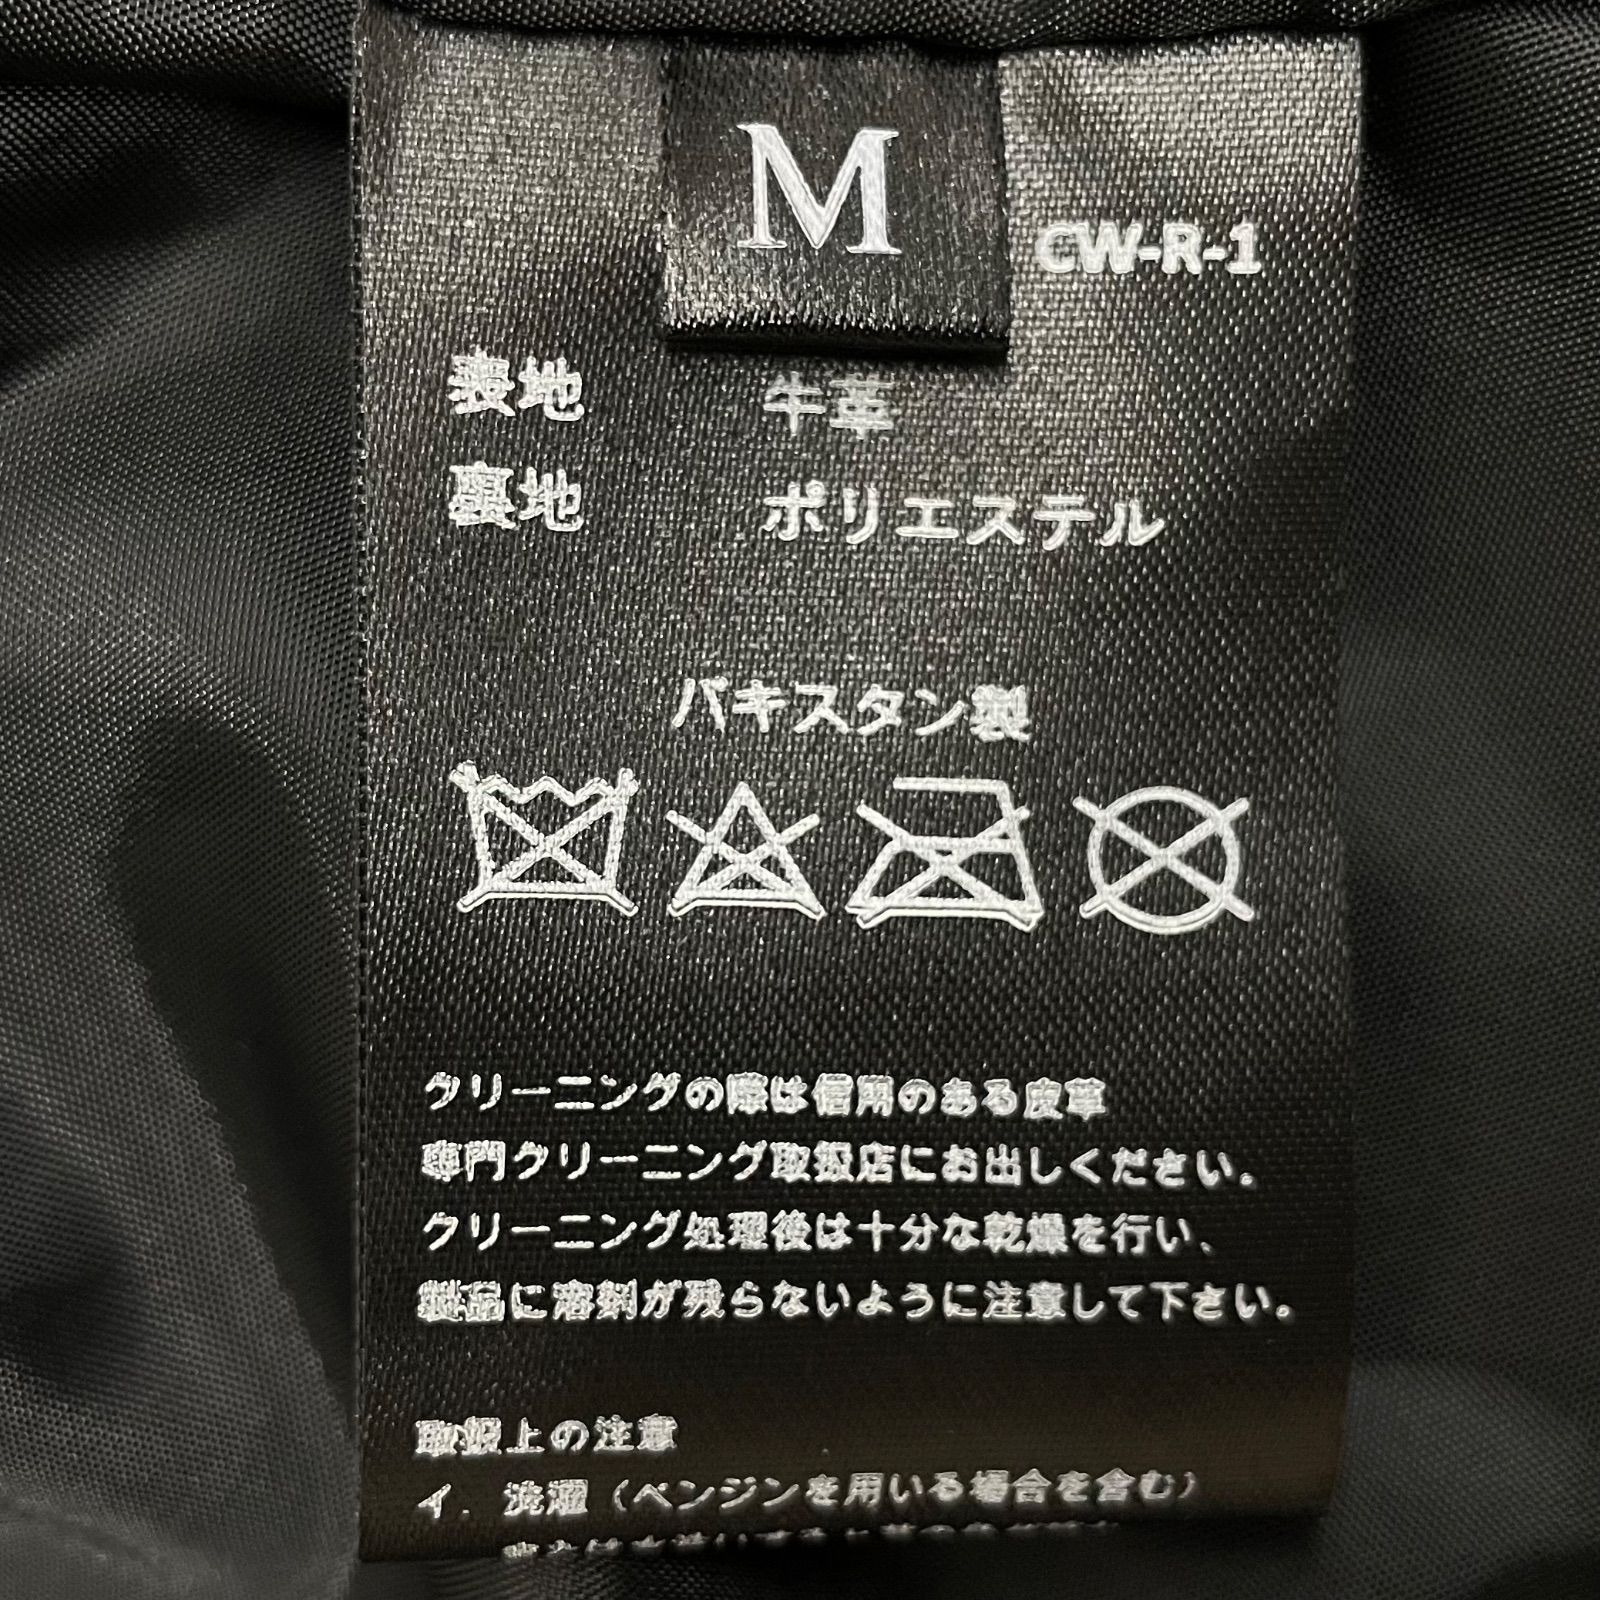 M
CW-R-1
表地 牛革
裏地 ポリエステル
パキスタン製
クリーニングの際は信用のある皮革
専門クリーニング取扱店にお出しください。
クリーニング処理後は十分な乾燥を行い、
製品に溶剤が残らないように注意して下さい。
取扱上の注意
イ. 洗濯(ベンジンを用いる場合を含む)